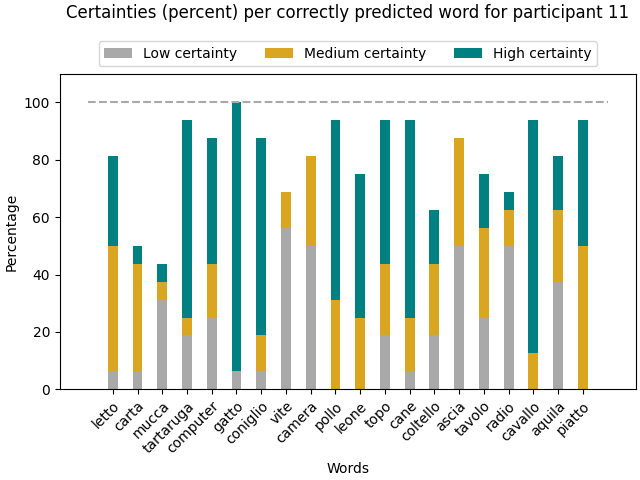 Certainties (percent) per correctly predicted word for participant 11
Low certainty Medium certainty High certainty
100
80
60
40
20
0
Percentage
letto carta mucca tartaruga computer gatto coniglio vite camera pollo leone topo cane coltello ascia tavolo radio cavallo aquila piatto
Words